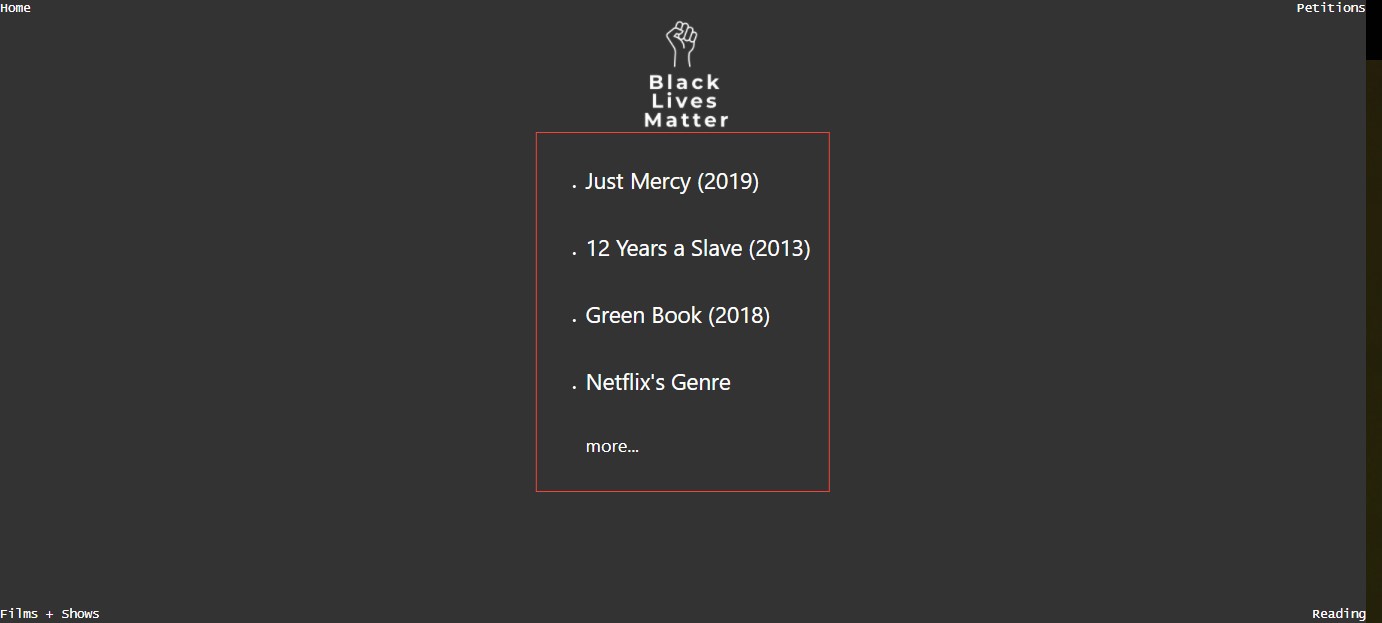 Home
Petitions
Black
Lives
Matter
. Just Mercy (2019)
. 12 Years a Slave (2013)
. Green Book (2018)
. Netflix's Genre
more...
Films + Shows
Reading